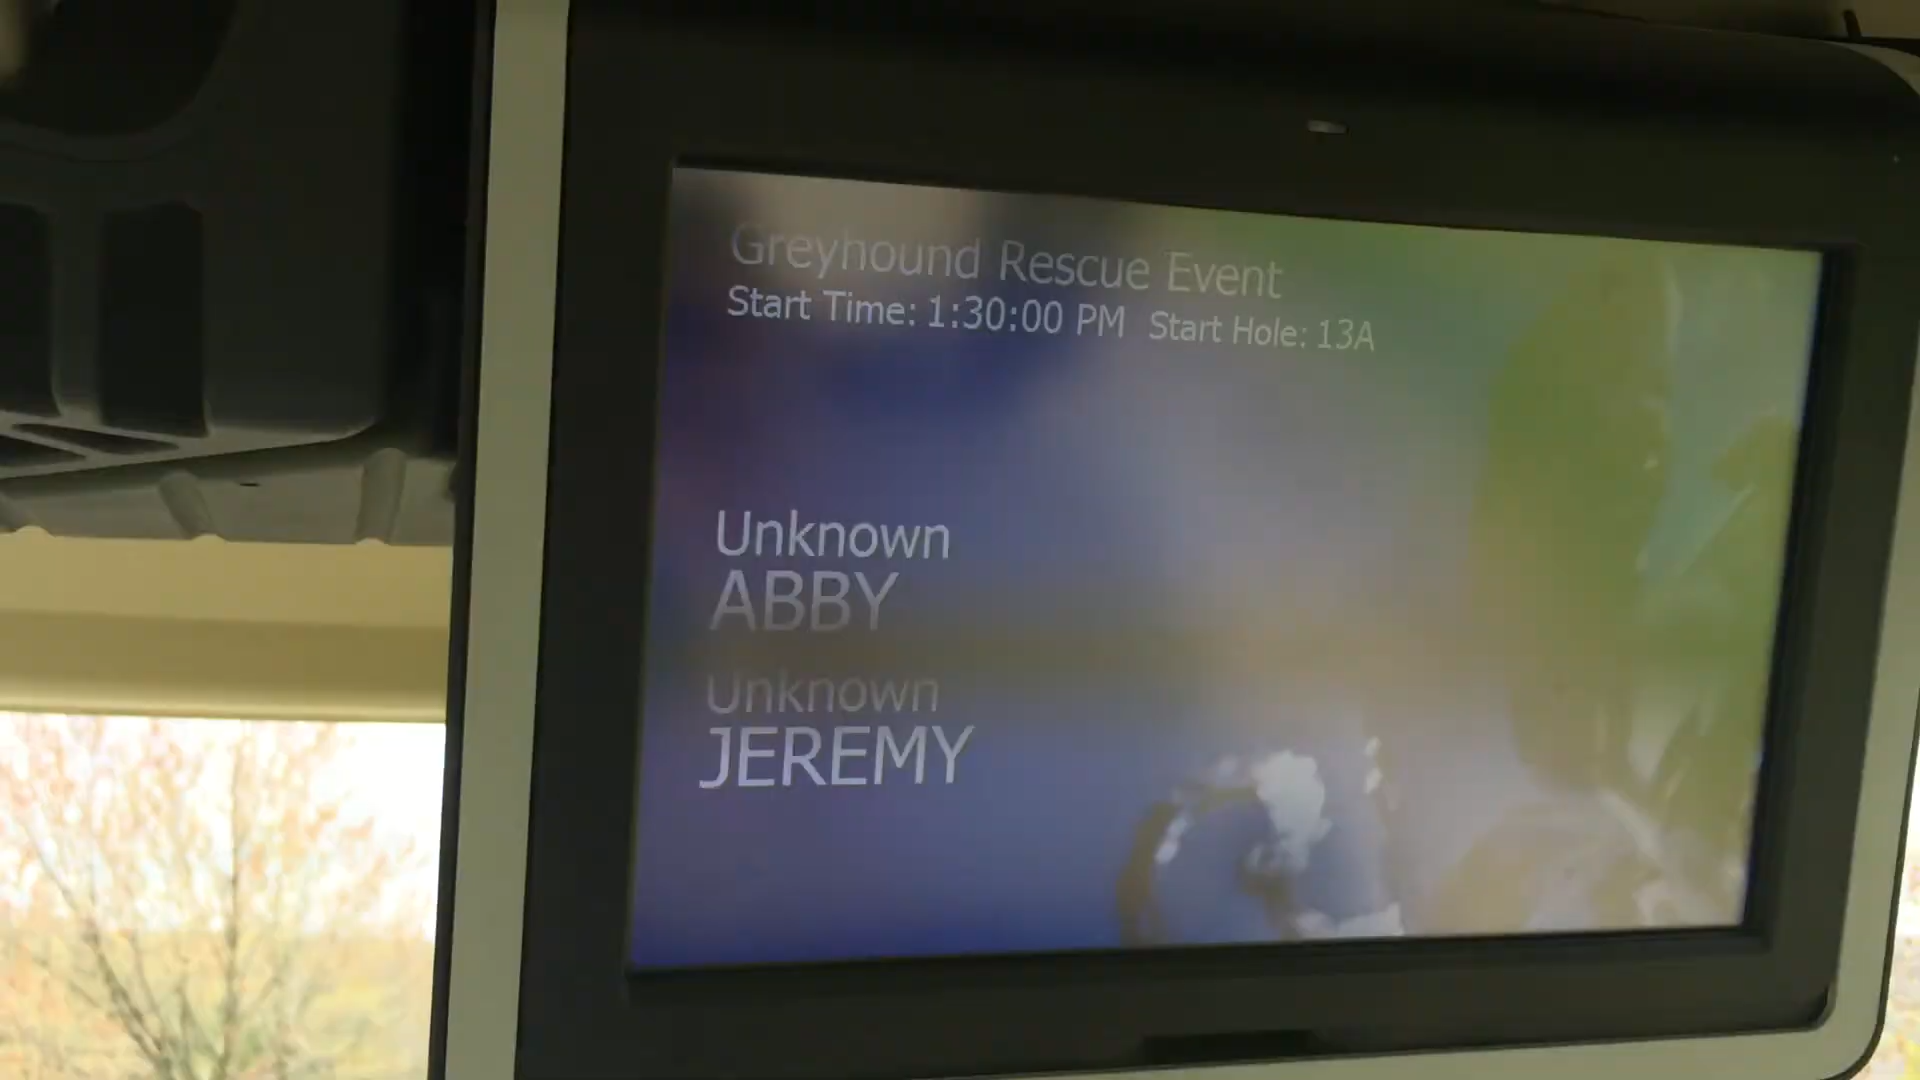 Greyhound Rescue Event
Start Time: 1:30:00 PM Start Hole: 13A
Unknown
ABBY
Unknown
JEREMY